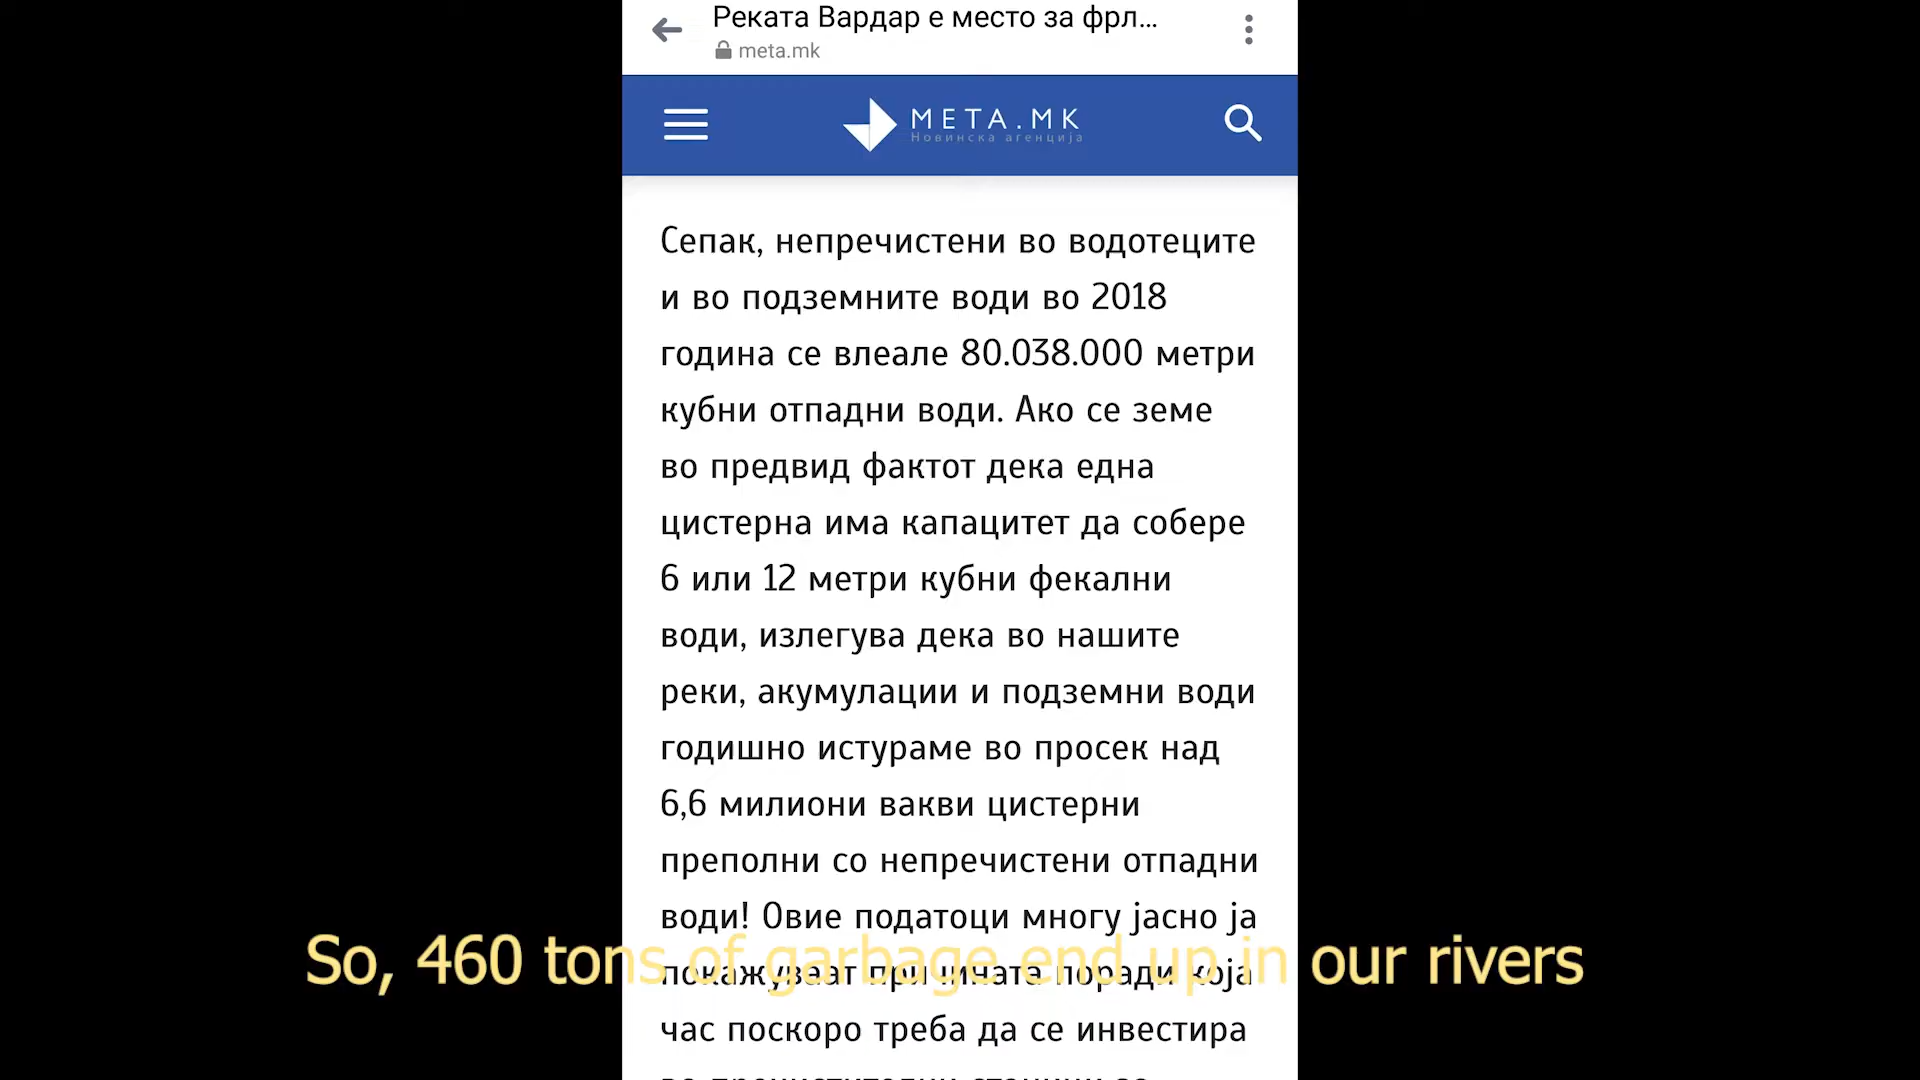 Реката Вардар е место за фрл...
meta.mk
META.MK
Новинска агенција
Сепак, непречистени во водотеците
и во подземните води во 2018
година се влеале 80.038.000 метри
кубни отпадни води. Ако се земе
во предвид фактот дека една
цистерна има капацитет да собере
6 или 12 метри кубни фекални
води, излегува дека во нашите
реки, акумулации и подземни води
годишно истураме во просек над
6,6 милиони вакви цистерни
преполни со непречистени отпадни
води! Овие податоци многу јасно ја
So, 460 tons of garbage end up in our rivers
покажуваат причината поради која
час поскоро треба да се инвестира